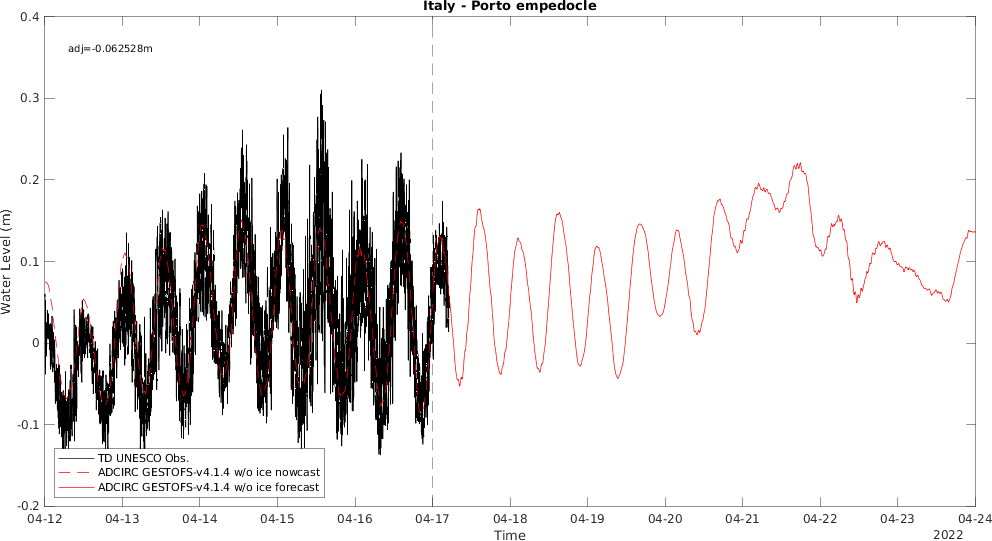 Italy - Porto empedocle
adj=-0.062528m
Water Level (m)
0.4
0.3
0.2
0.1
0
-0.1
-0.2
TD UNESCO Obs.
ADCIRC GESTOFS-v4.1.4 w/o ice nowcast
ADCIRC GESTOFS-v4.1.4 w/o ice forecast
04-12 04-13 04-14 04-15 04-16 04-17 04-18 04-19 04-20 04-21 04-22 04-23 04-24
Time
2022